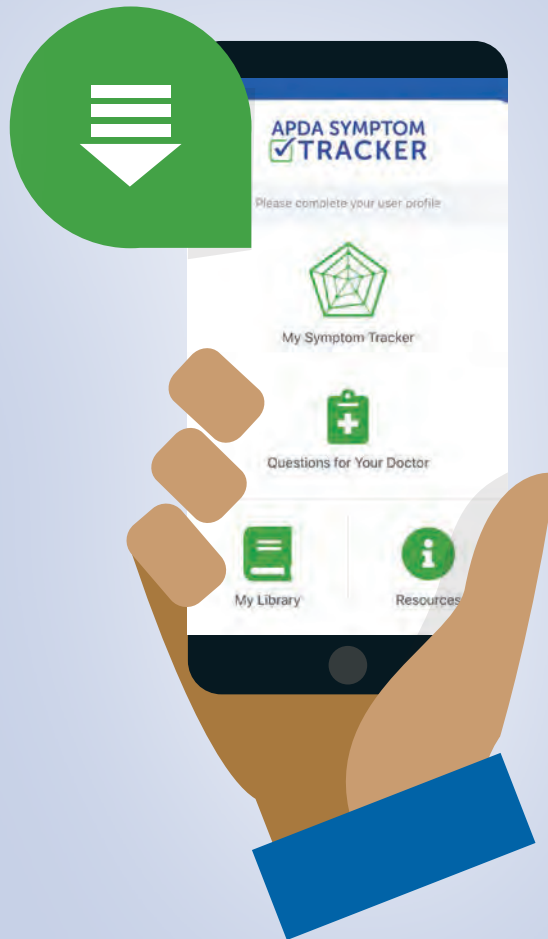 APDA SYMPTOM
TRACKER
Please complete your user profile
My Symptom Tracker
Questions for Your Doctor
My Library
Resources